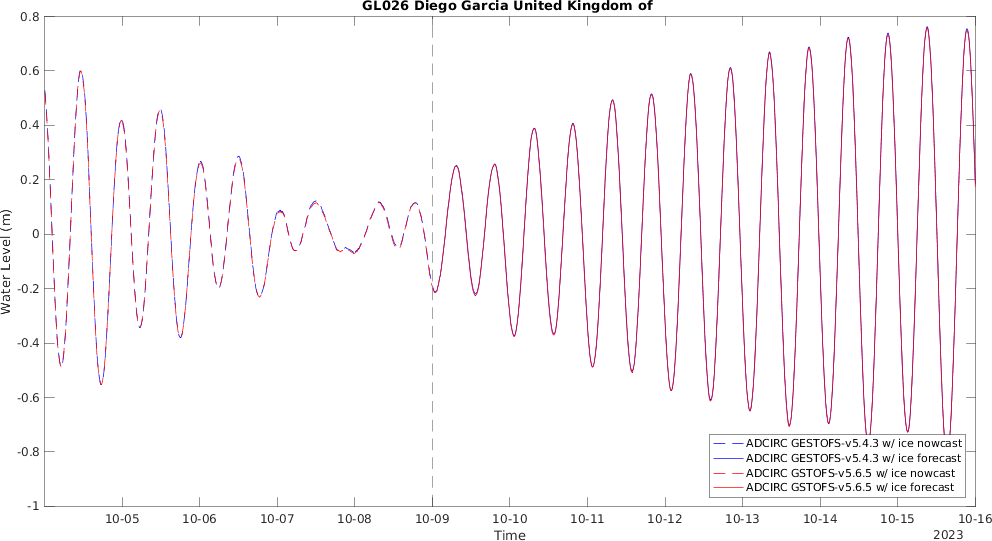 GL026 Diego Garcia United Kingdom of
0.8
0.6
0.4
0.2
0
-0.2
-0.4
-0.6
-0.8
-1
Water Level (m)
ADCIRC GESTOFS-v5.4.3 w/ ice nowcast
ADCIRC GESTOFS-v5.4.3 w/ ice forecast
ADCIRC GSTOFS-v5.6.5 w/ ice nowcast
ADCIRC GSTOFS-v5.6.5 w/ ice forecast
10-05 10-06 10-07 10-08 10-09 10-10 10-11 10-12 10-13 10-14 10-15 10-16
Time
2023